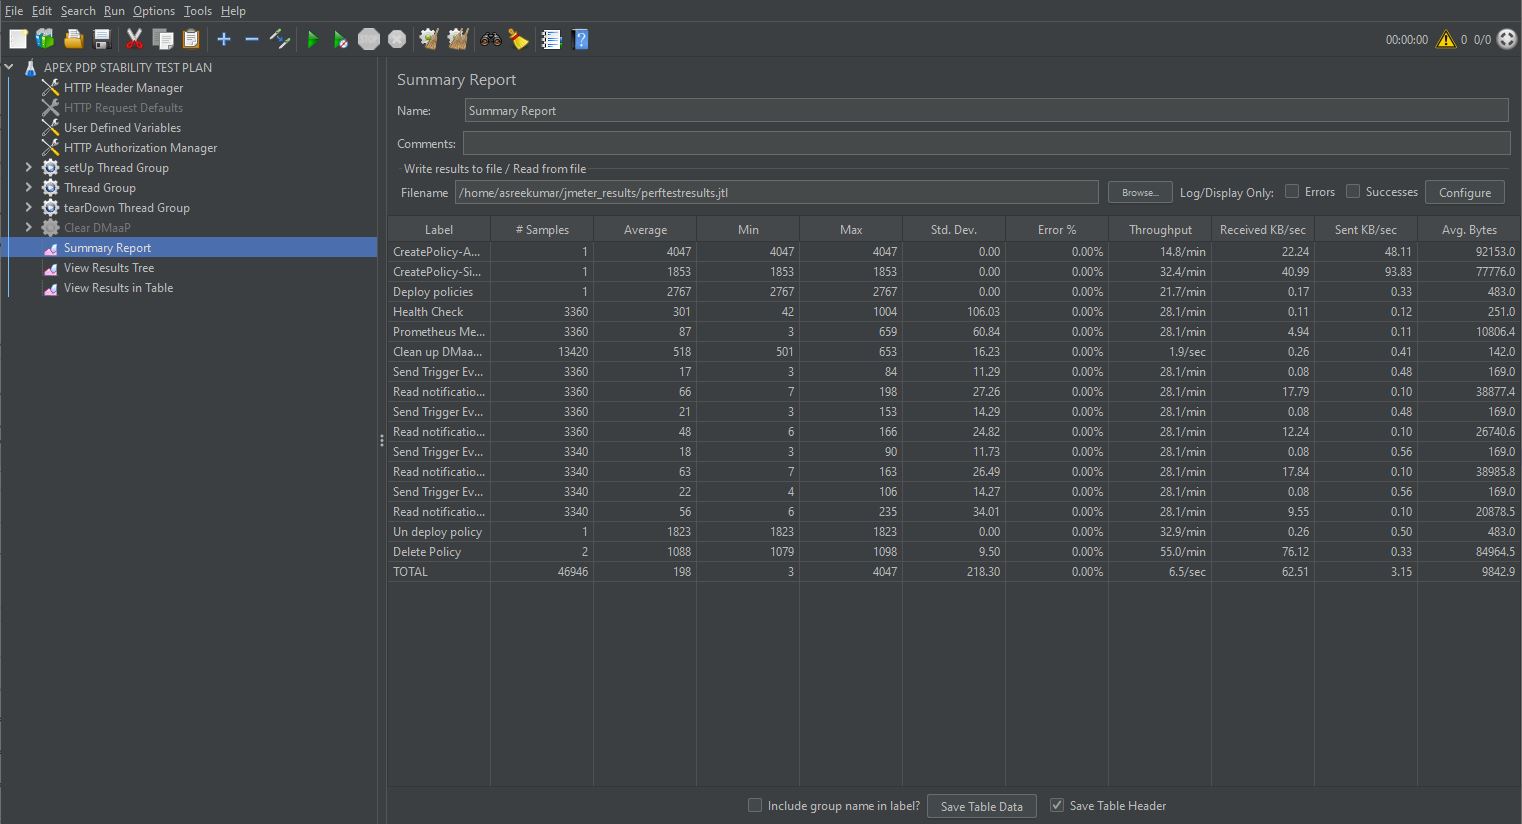 File Edit Search Run Options Tools Help
STOP 00:00:00 0 0/0
APEX PDP STABILITY TEST PLAN
HTTP Header Manager
HTTP Request Defaults
User Defined Variables
HTTP Authorization Manager
setUp Thread Group
Thread Group
tearDown Thread Group
Clear DMaaP
Summary Report
View Results Tree
View Results in Table
Summary Report
Name: Summary Report
Comments:
Write results to file / Read from file
Filename /home/asreekumar/jmeter_results/perftestresults.jtl Browse... Log/Display Only: Errors Successes Configure
Label # Samples Average Min Max Std. Dev. Error % Throughput Received KB/sec Sent KB/sec Avg. Bytes
CreatePolicy-A... 1 4047 4047 4047 0.00 0.00% 14.8/min 22.24 48.11 92153.0
CreatePolicy-Si... 1 1853 1853 1853 0.00 0.00% 32.4/min 40.99 93.83 77776.0
Deploy policies 1 2767 2767 2767 0.00 0.00% 21.7/min 0.17 0.33 483.0
Health Check 3360 301 42 1004 106.03 0.00% 28.1/min 0.11 0.12 251.0
Prometheus Me... 3360 87 3 659 60.84 0.00% 28.1/min 4.94 0.11 10806.4
Clean up DMaa... 13420 518 501 653 16.23 0.00% 1.9/sec 0.26 0.41 142.0
Send Trigger Ev... 3360 17 3 84 11.29 0.00% 28.1/min 0.08 0.48 169.0
Read notificatio... 3360 66 7 198 27.26 0.00% 28.1/min 17.79 0.10 38877.4
Send Trigger Ev... 3360 21 3 153 14.29 0.00% 28.1/min 0.08 0.48 169.0
Read notificatio... 3360 48 6 166 24.82 0.00% 28.1/min 12.24 0.10 26740.6
Send Trigger Ev... 3340 18 3 90 11.73 0.00% 28.1/min 0.08 0.56 169.0
Read notificatio... 3340 63 7 163 26.49 0.00% 28.1/min 17.84 0.10 38985.8
Send Trigger Ev... 3340 22 4 106 14.27 0.00% 28.1/min 0.08 0.56 169.0
Read notificatio... 3340 56 6 235 34.01 0.00% 28.1/min 9.55 0.10 20878.5
Un deploy policy 1 1823 1823 1823 0.00 0.00% 32.9/min 0.26 0.50 483.0
Delete Policy 2 1088 1079 1098 9.50 0.00% 55.0/min 76.12 0.33 84964.5
TOTAL 46946 198 3 4047 218.30 0.00% 6.5/sec 62.51 3.15 9842.9
Include group name in label? Save Table Data Save Table Header